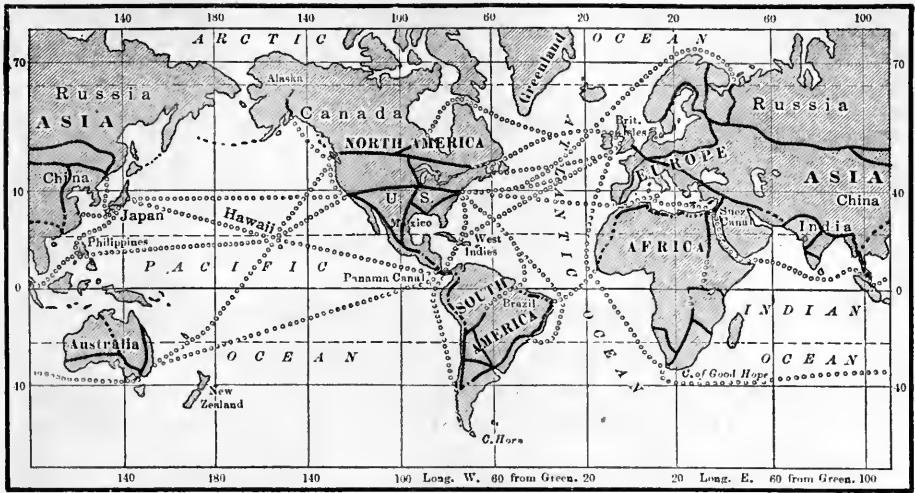 140 180 140 100 60 20 20 60 100
ARCTIC OCEAN
70 70
Greenland
Alaska
Russia
ASIA
Canada
Russia
Brit. Isles
NORTH AMERICA
ATLANTIC OCEAN
EUROPE
ASIA
China
China
10 40
U. S.
Japan
Hawaii
Mexico
Suez Canal
India
Philippines
West Indies
AFRICA
PACIFIC OCEAN
Panama Canal
0 0
SOUTH AMERICA
Brazil
INDIAN OCEAN
Australia
C. of Good Hope
40 40
New Zealand
C. Horn
140 180 140 100 Long. W. 60 from Green. 20 20 Long. E. 60 from Green. 100